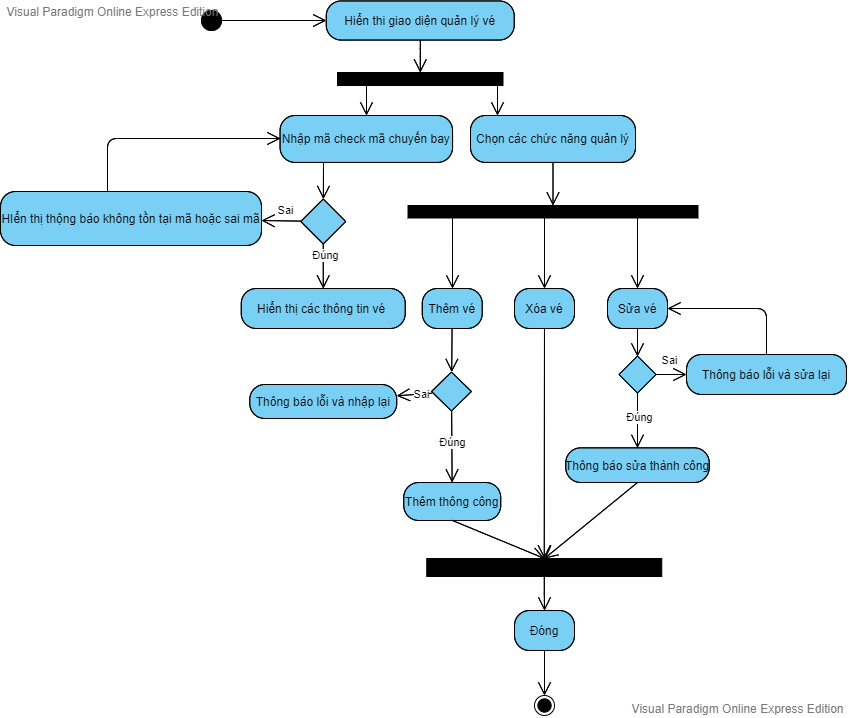 Visual Paradigm Online Express Edition
Hiển thi giao diện quản lý vé
Nhập mã check mã chuyến bay
Chọn các chức năng quản lý
HIển thị thộng báo không tồn tại mã hoặc sai mã
Sai
Đúng
Hiển thị các thông tin vé
Thêm vé
Xóa vé
Sửa vé
Sai
Thông báo lỗi và sửa lại
Thông báo lỗi và nhập lại
Sai
Đúng
Đúng
Thông báo sửa thành công
Thêm thông công
Đóng
Visual Paradigm Online Express Edition